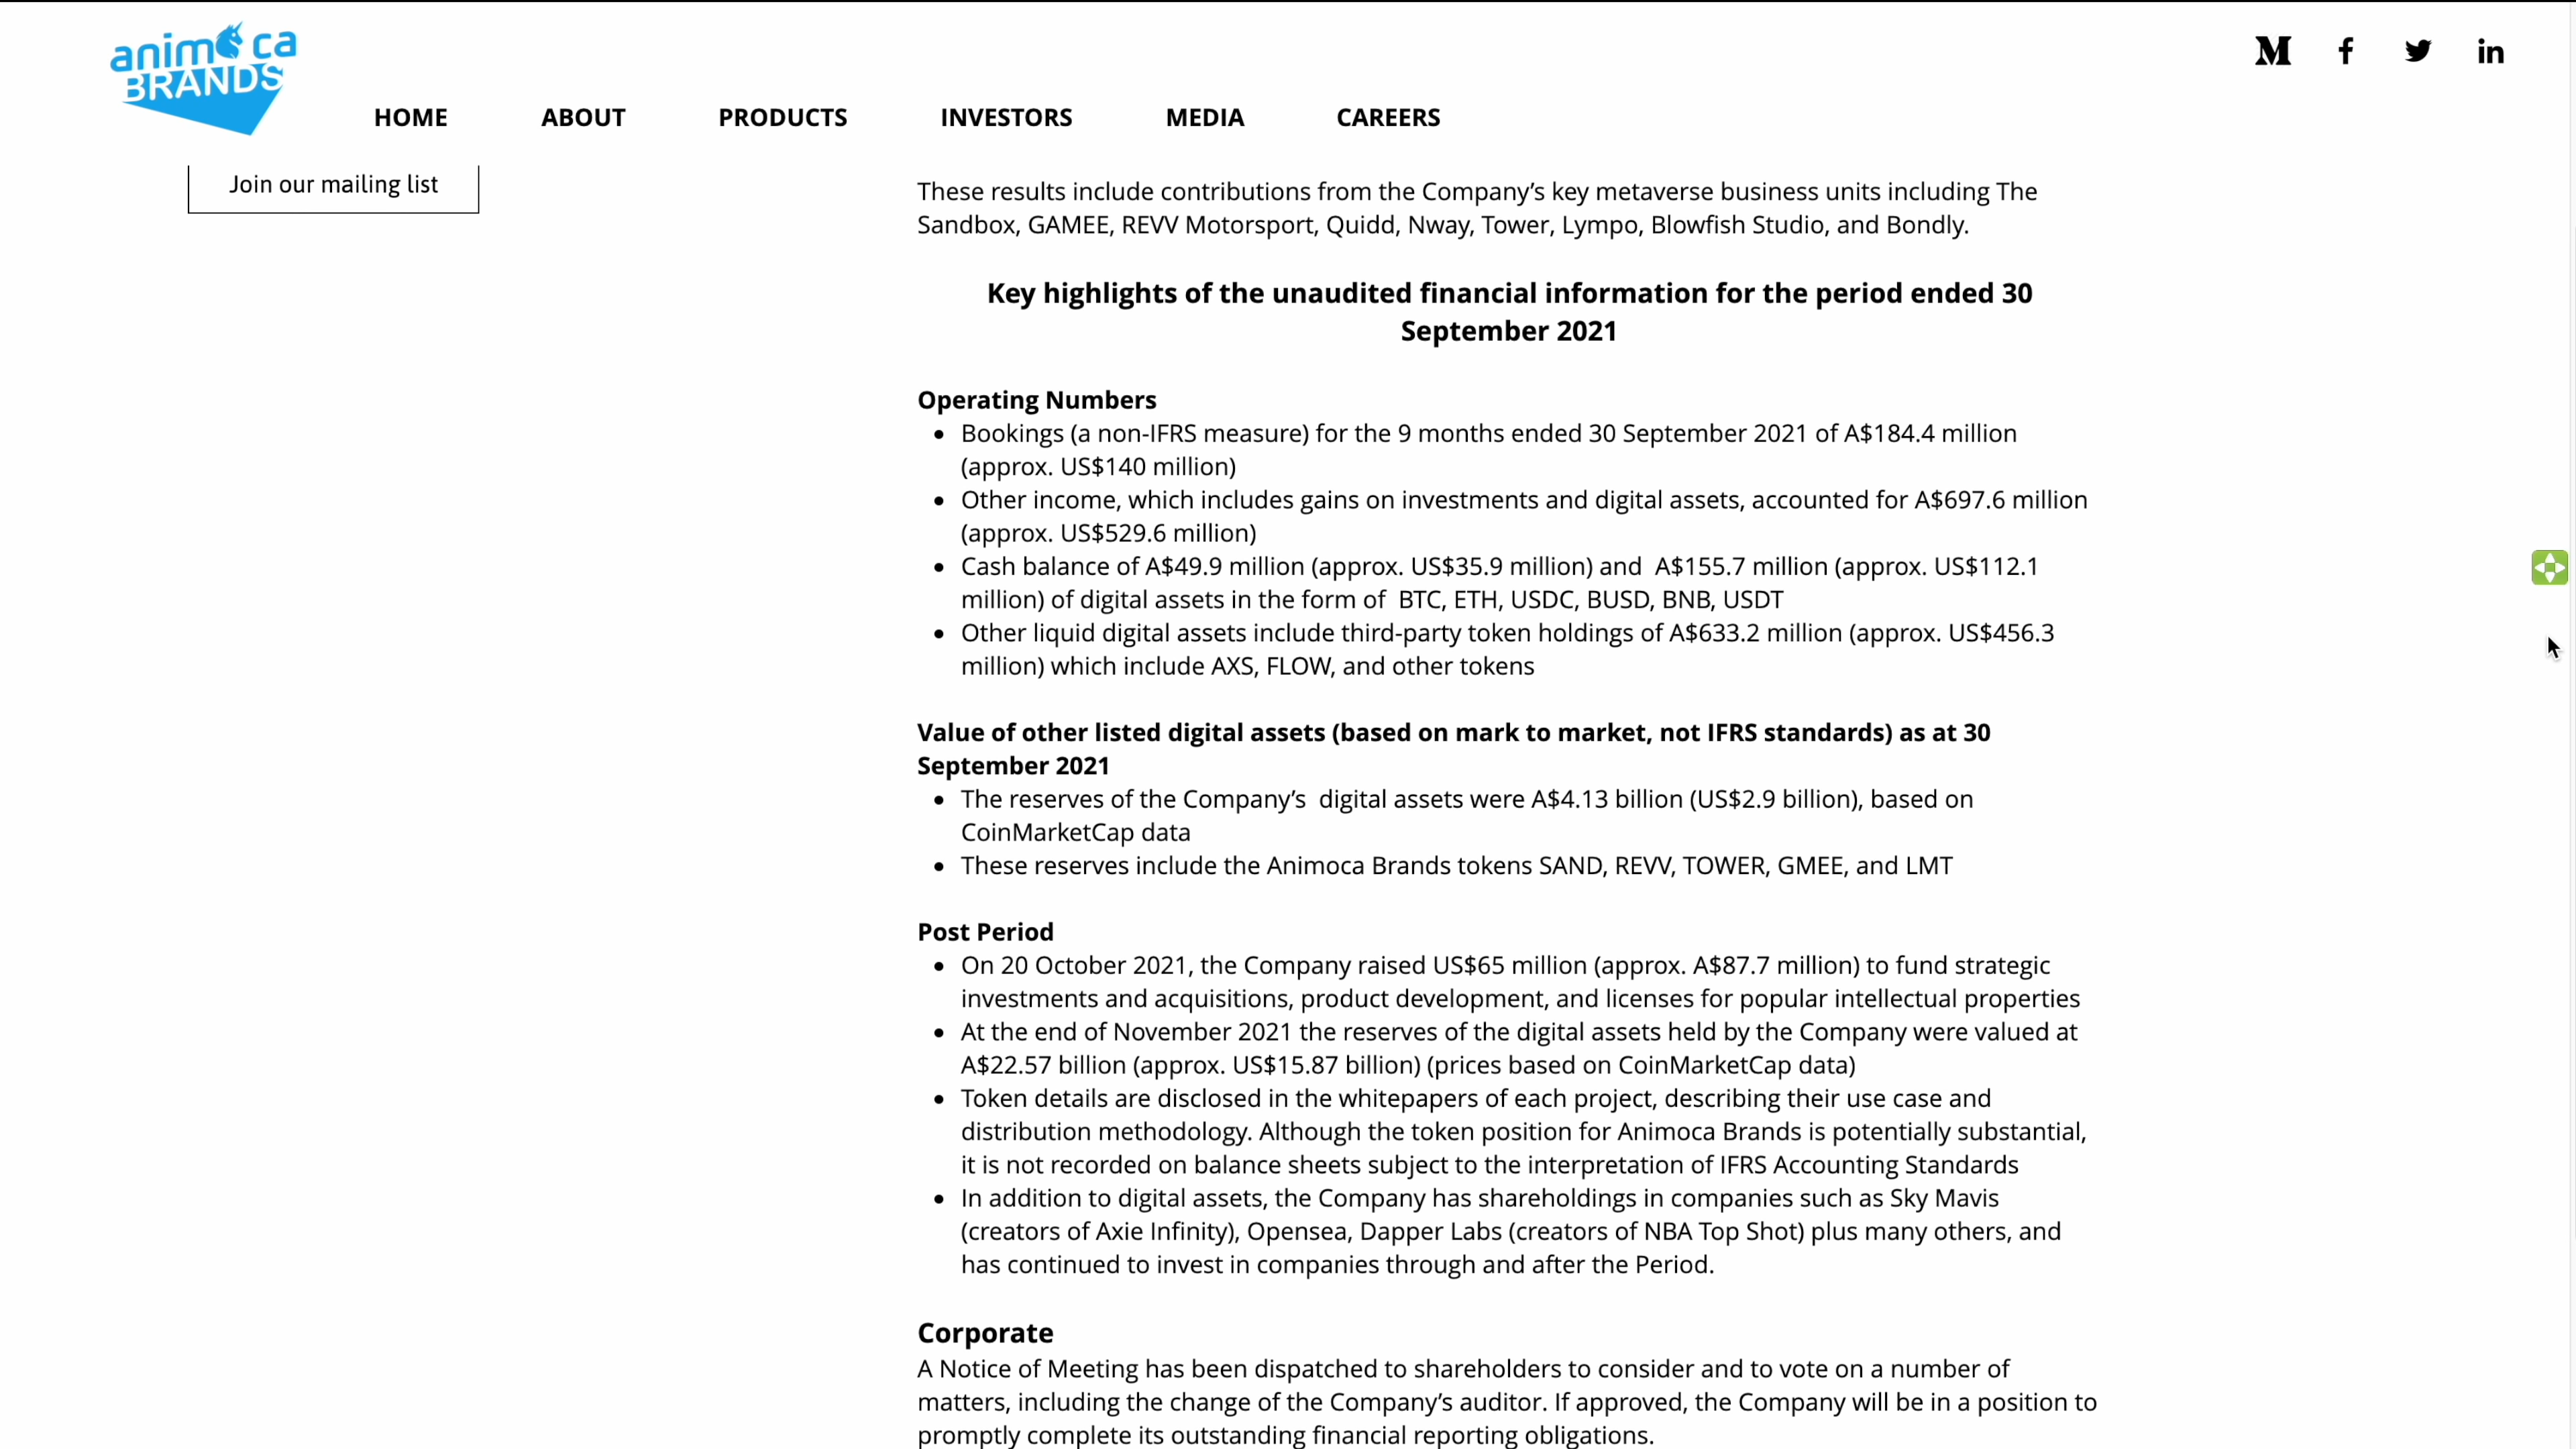 animoca
BRANDS
HOME
ABOUT
PRODUCTS
INVESTORS
MEDIA
CAREERS
Join our mailing list
These results include contributions from the Company’s key metaverse business units including The
Sandbox, GAMEE, REVV Motorsport, Quidd, Nway, Tower, Lympo, Blowfish Studio, and Bondly.
Key highlights of the unaudited financial information for the period ended 30
September 2021
Operating Numbers
• Bookings (a non-IFRS measure) for the 9 months ended 30 September 2021 of A$184.4 million
(approx. US$140 million)
• Other income, which includes gains on investments and digital assets, accounted for A$697.6 million
(approx. US$529.6 million)
• Cash balance of A$49.9 million (approx. US$35.9 million) and  A$155.7 million (approx. US$112.1
million) of digital assets in the form of  BTC, ETH, USDC, BUSD, BNB, USDT
• Other liquid digital assets include third-party token holdings of A$633.2 million (approx. US$456.3
million) which include AXS, FLOW, and other tokens
Value of other listed digital assets (based on mark to market, not IFRS standards) as at 30
September 2021
• The reserves of the Company’s  digital assets were A$4.13 billion (US$2.9 billion), based on
CoinMarketCap data
• These reserves include the Animoca Brands tokens SAND, REVV, TOWER, GMEE, and LMT
Post Period
• On 20 October 2021, the Company raised US$65 million (approx. A$87.7 million) to fund strategic
investments and acquisitions, product development, and licenses for popular intellectual properties
• At the end of November 2021 the reserves of the digital assets held by the Company were valued at
A$22.57 billion (approx. US$15.87 billion) (prices based on CoinMarketCap data)
• Token details are disclosed in the whitepapers of each project, describing their use case and
distribution methodology. Although the token position for Animoca Brands is potentially substantial,
it is not recorded on balance sheets subject to the interpretation of IFRS Accounting Standards
• In addition to digital assets, the Company has shareholdings in companies such as Sky Mavis
(creators of Axie Infinity), Opensea, Dapper Labs (creators of NBA Top Shot) plus many others, and
has continued to invest in companies through and after the Period.
Corporate
A Notice of Meeting has been dispatched to shareholders to consider and to vote on a number of
matters, including the change of the Company’s auditor. If approved, the Company will be in a position to
promptly complete its outstanding financial reporting obligations.